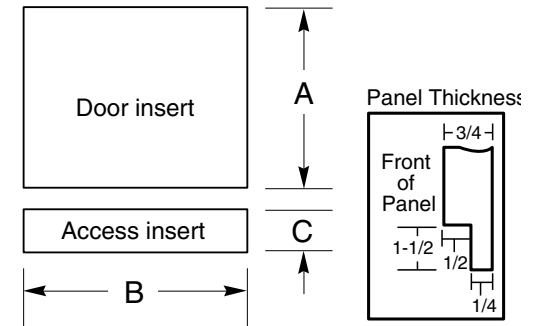 Door insert
A
Access insert
C
B
Panel Thickness
3/4
Front
of
Panel
1-1/2
1/2
1/4